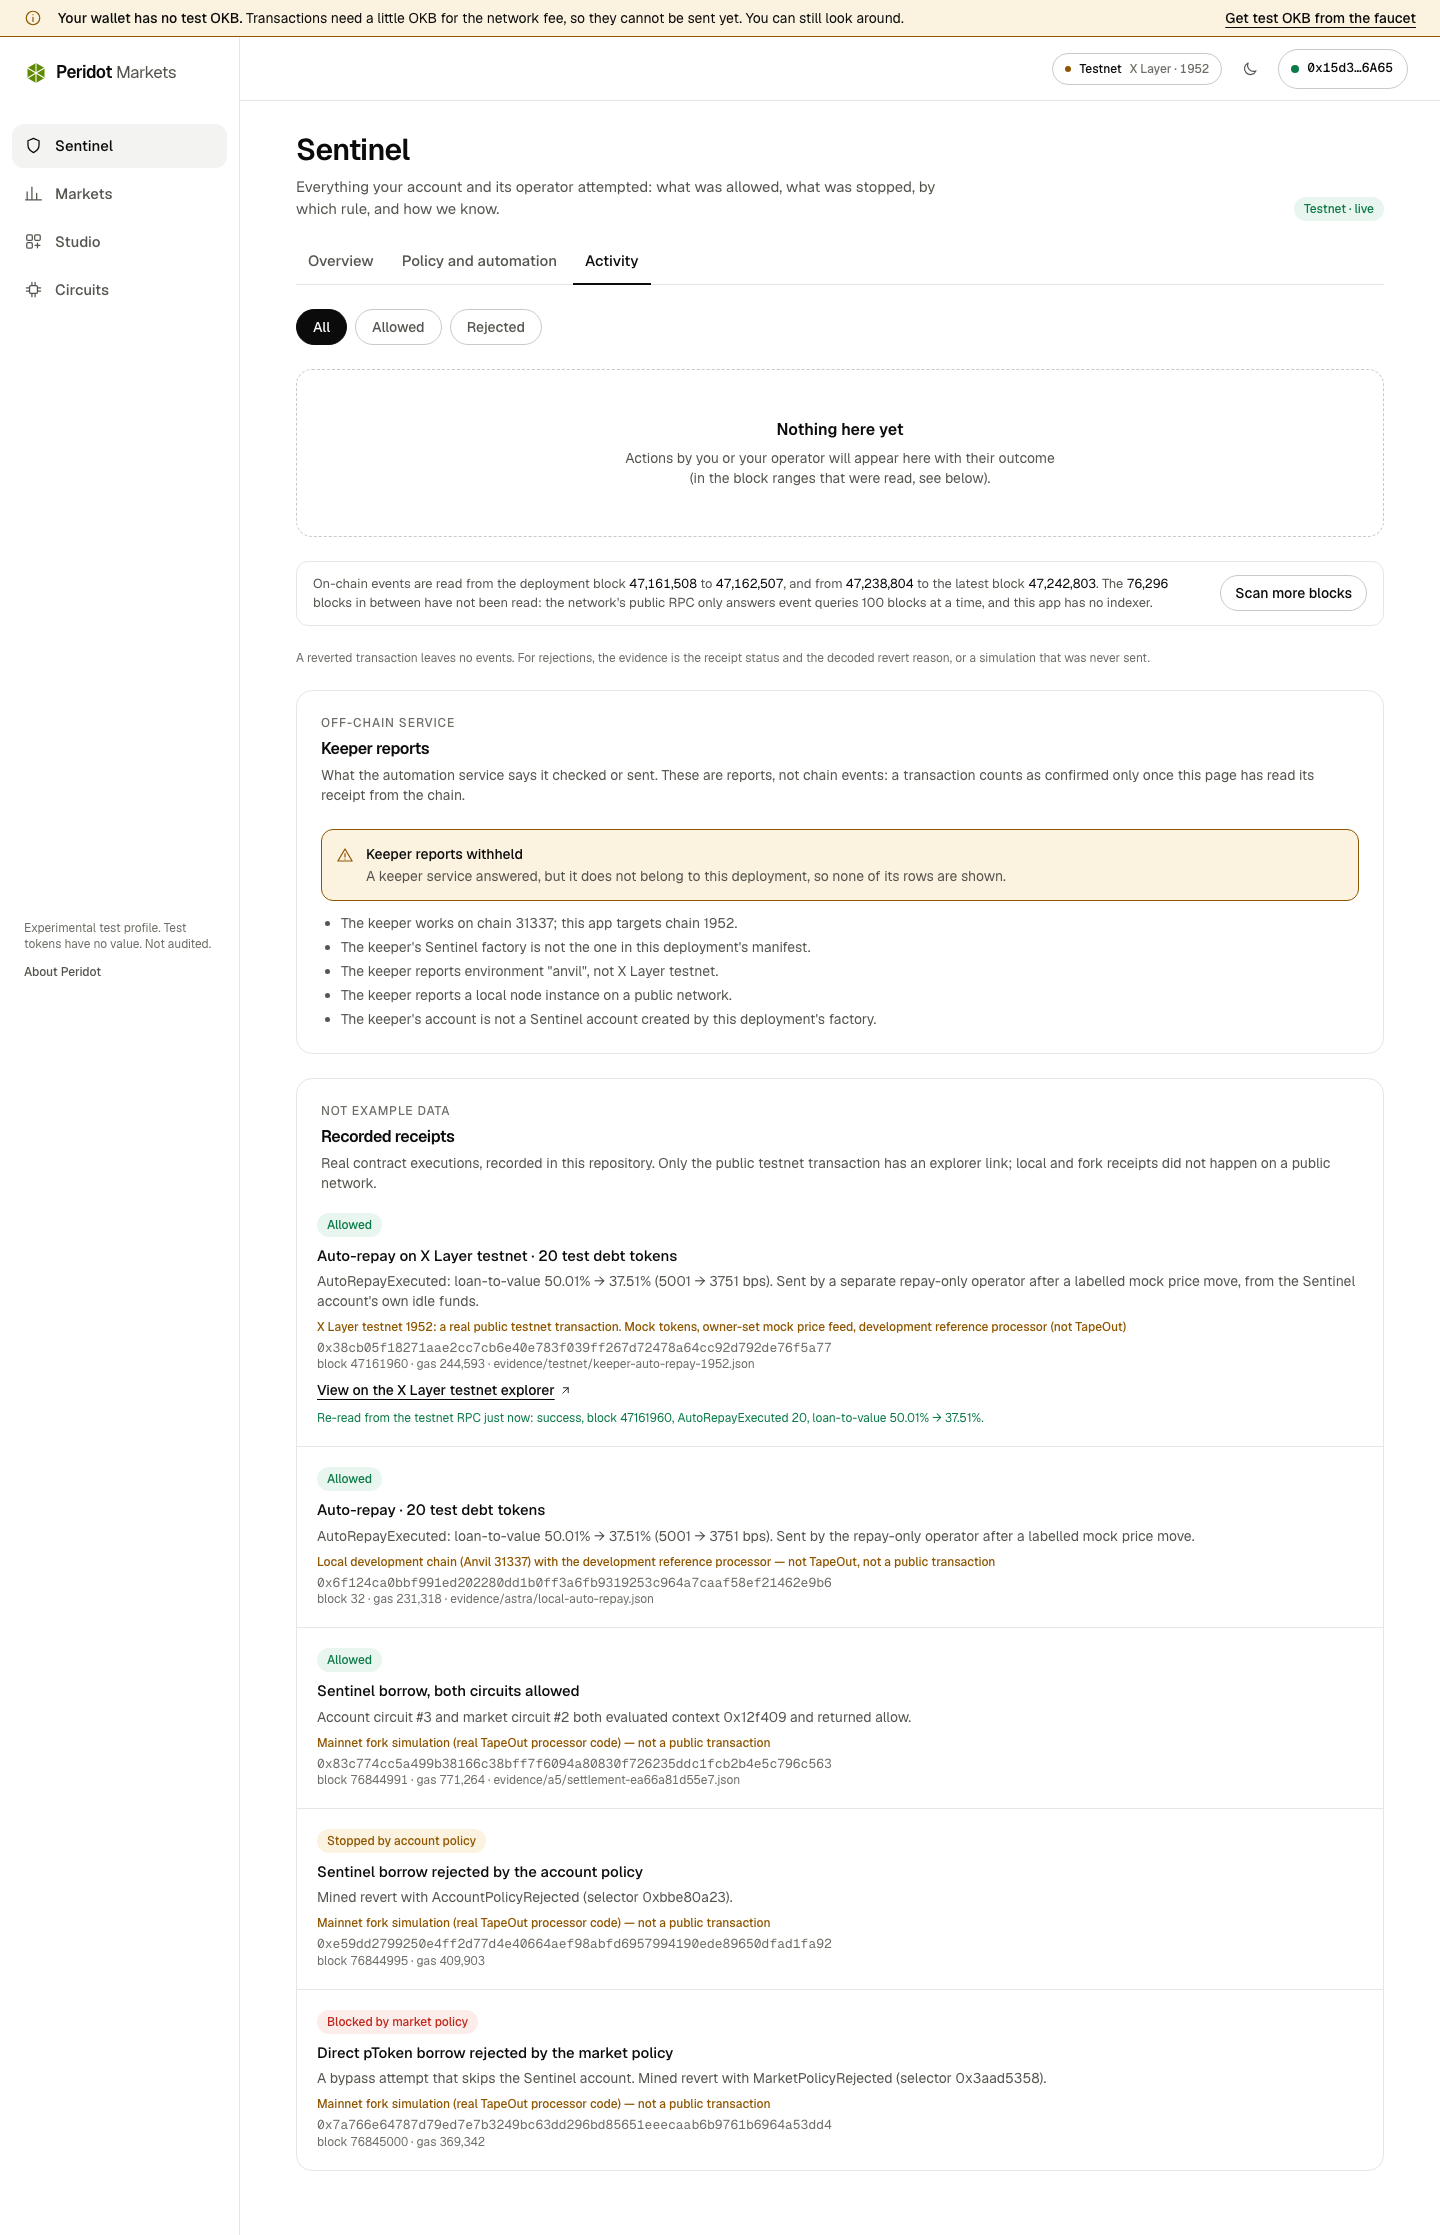 Your wallet has no test OKB. Transactions need a little OKB for the network fee, so they cannot be sent yet. You can still look around.
Get test OKB from the faucet
Peridot Markets
Testnet X Layer · 1952
0x15d3…6A65
Sentinel
Markets
Studio
Circuits
Experimental test profile. Test
tokens have no value. Not audited.
About Peridot
Sentinel
Everything your account and its operator attempted: what was allowed, what was stopped, by
which rule, and how we know.
Testnet · live
Overview
Policy and automation
Activity
All
Allowed
Rejected
Nothing here yet
Actions by you or your operator will appear here with their outcome
(in the block ranges that were read, see below).
On-chain events are read from the deployment block 47,161,508 to 47,162,507, and from 47,238,804 to the latest block 47,242,803. The 76,296
blocks in between have not been read: the network's public RPC only answers event queries 100 blocks at a time, and this app has no indexer.
Scan more blocks
A reverted transaction leaves no events. For rejections, the evidence is the receipt status and the decoded revert reason, or a simulation that was never sent.
OFF-CHAIN SERVICE
Keeper reports
What the automation service says it checked or sent. These are reports, not chain events: a transaction counts as confirmed only once this page has read its
receipt from the chain.
Keeper reports withheld
A keeper service answered, but it does not belong to this deployment, so none of its rows are shown.
• The keeper works on chain 31337; this app targets chain 1952.
• The keeper's Sentinel factory is not the one in this deployment's manifest.
• The keeper reports environment "anvil", not X Layer testnet.
• The keeper reports a local node instance on a public network.
• The keeper's account is not a Sentinel account created by this deployment's factory.
NOT EXAMPLE DATA
Recorded receipts
Real contract executions, recorded in this repository. Only the public testnet transaction has an explorer link; local and fork receipts did not happen on a public
network.
Allowed
Auto-repay on X Layer testnet · 20 test debt tokens
AutoRepayExecuted: loan-to-value 50.01% → 37.51% (5001 → 3751 bps). Sent by a separate repay-only operator after a labelled mock price move, from the Sentinel
account's own idle funds.
X Layer testnet 1952: a real public testnet transaction. Mock tokens, owner-set mock price feed, development reference processor (not TapeOut)
0x38cb05f18271aae2cc7cb6e40e783f039ff267d72478a64cc92d792de76f5a77
block 47161960 · gas 244,593 · evidence/testnet/keeper-auto-repay-1952.json
View on the X Layer testnet explorer ↗
Re-read from the testnet RPC just now: success, block 47161960, AutoRepayExecuted 20, loan-to-value 50.01% → 37.51%.
Allowed
Auto-repay · 20 test debt tokens
AutoRepayExecuted: loan-to-value 50.01% → 37.51% (5001 → 3751 bps). Sent by the repay-only operator after a labelled mock price move.
Local development chain (Anvil 31337) with the development reference processor — not TapeOut, not a public transaction
0x6f124ca0bbf991ed202280dd1b0ff3a6fb9319253c964a7caaf58ef21462e9b6
block 32 · gas 231,318 · evidence/astra/local-auto-repay.json
Allowed
Sentinel borrow, both circuits allowed
Account circuit #3 and market circuit #2 both evaluated context 0x12f409 and returned allow.
Mainnet fork simulation (real TapeOut processor code) — not a public transaction
0x83c774cc5a499b38166c38bff7f6094a80830f726235ddc1fcb2b4e5c796c563
block 76844991 · gas 771,264 · evidence/a5/settlement-ea66a81d55e7.json
Stopped by account policy
Sentinel borrow rejected by the account policy
Mined revert with AccountPolicyRejected (selector 0xbbe80a23).
Mainnet fork simulation (real TapeOut processor code) — not a public transaction
0xe59dd2799250e4ff2d77d4e40664aef98abfd6957994190ede89650dfad1fa92
block 76844995 · gas 409,903
Blocked by market policy
Direct pToken borrow rejected by the market policy
A bypass attempt that skips the Sentinel account. Mined revert with MarketPolicyRejected (selector 0x3aad5358).
Mainnet fork simulation (real TapeOut processor code) — not a public transaction
0x7a766e64787d79ed7e7b3249bc63dd296bd85651eeecaab6b9761b6964a53dd4
block 76845000 · gas 369,342